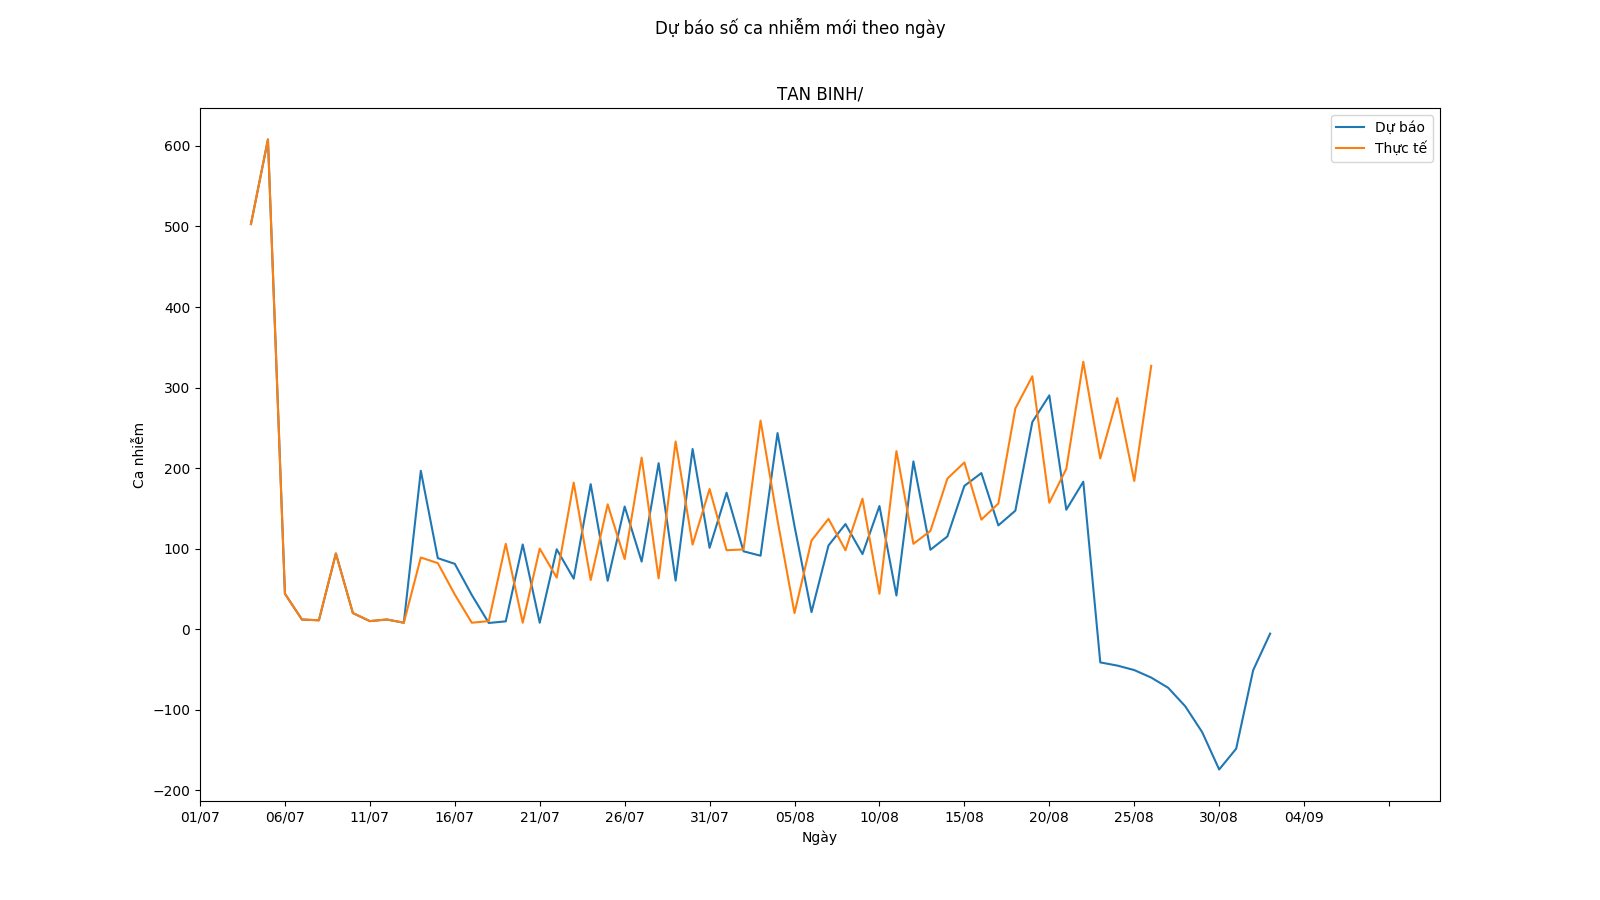 Dự báo số ca nhiễm mới theo ngày
TAN BINH/
Dự báo
Thực tế
600
500
400
300
200
100
0
−100
−200
Ca nhiễm
01/07 06/07 11/07 16/07 21/07 26/07 31/07 05/08 10/08 15/08 20/08 25/08 30/08 04/09
Ngày